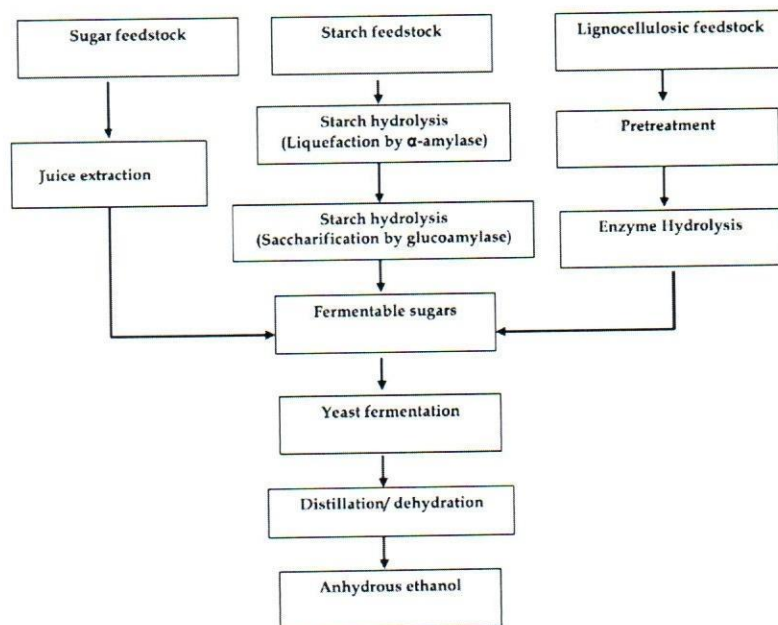 Sugar feedstock
Starch feedstock
Lignocellulosic feedstock
Starch hydrolysis
(Liquefaction by α-amylase)
Pretreatment
Juice extraction
Starch hydrolysis
(Saccharification by glucoamylase)
Enzyme Hydrolysis
Fermentable sugars
Yeast fermentation
Distillation/ dehydration
Anhydrous ethanol